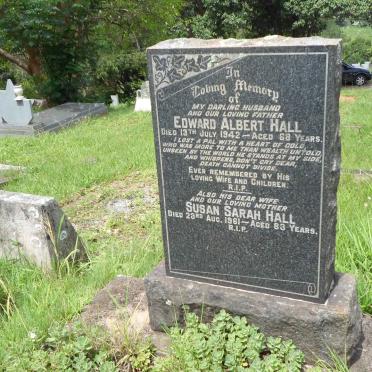 In
Loving Memory
of
MY DARLING HUSBAND
AND OUR LOVING FATHER
EDWARD ALBERT HALL
DIED 13TH JULY 1942 – AGED 68 YEARS.
I LOST A PAL WITH A HEART OF GOLD,
WHO WAS MORE TO ME THAN WEALTH UNTOLD
UNSEEN BY THE WORLD HE STANDS AT MY SIDE,
AND WHISPERS, DON'T CRY DEAR,
DEATH CAN'T DIVIDE.
EVER REMEMBERED BY HIS
LOVING WIFE AND CHILDREN.
R.I.P.
ALSO HIS DEAR WIFE
AND OUR LOVING MOTHER
SUSAN SARAH HALL
DIED 23RD AUG. 1961 – AGED 83 YEARS.
R.I.P.